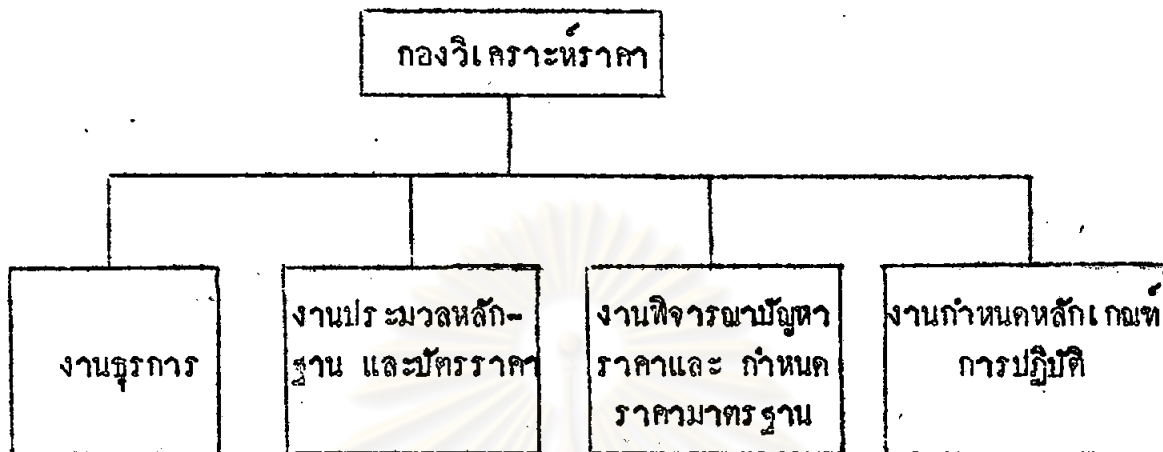 กองวิเคราะห์ราคา
งานธุรการ
งานประมวลหลัก-
ฐาน และบัตรราคา
งานพิจารณาปัญหา
ราคาและ กำหนด
ราคามาตรฐาน
งานกำหนดหลักเกณฑ์
การปฏิบัติ